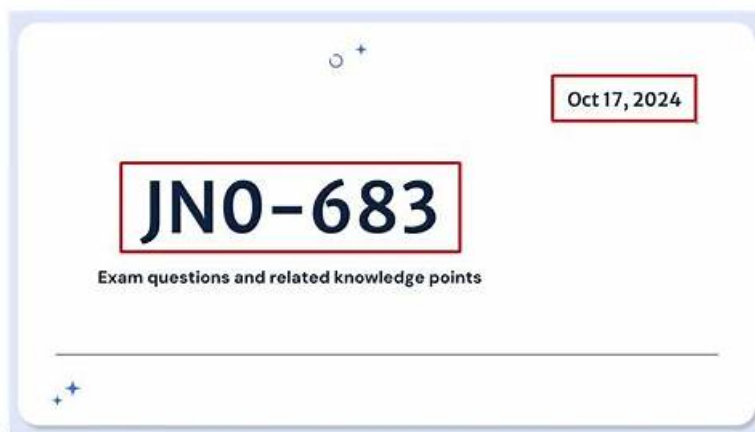 Oct 17, 2024
JN0-683
Exam questions and related knowledge points